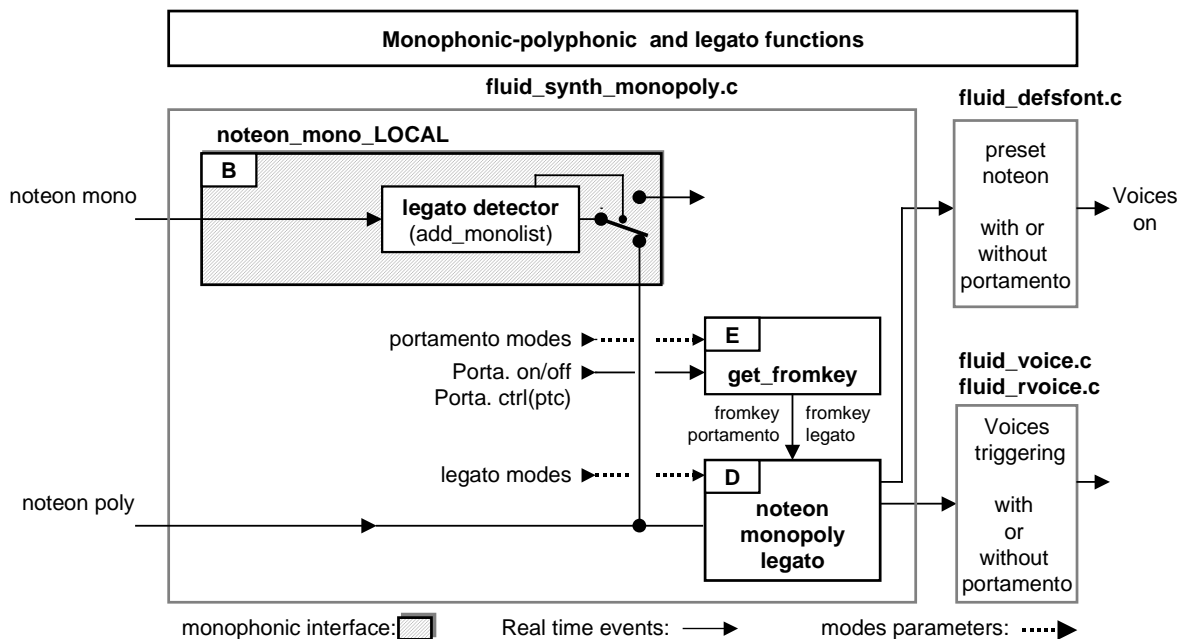 Monophonic-polyphonic and legato functions
fluid_synth_monopoly.c
fluid_defsfont.c
noteon_mono_LOCAL
B
noteon mono
legato detector
(add_monolist)
preset
noteon
with or
without
portamento
Voices
on
portamento modes
E
Porta. on/off
Porta. ctrl(ptc)
get_fromkey
fluid_voice.c
fluid_rvoice.c
fromkey
portamento
fromkey
legato
legato modes
D
noteon poly
noteon
monopoly
legato
Voices
triggering
with
or
without
portamento
monophonic interface:
Real time events:
modes parameters: